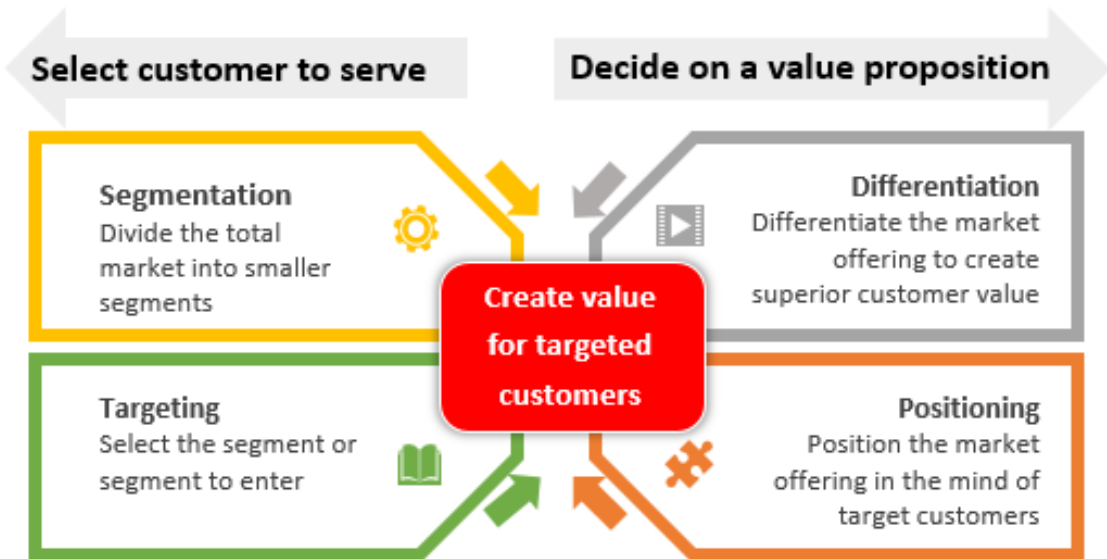 Select customer to serve
Decide on a value proposition
Segmentation
Divide the total
market into smaller
segments
Differentiation
Differentiate the market
offering to create
superior customer value
Create value
for targeted
customers
Targeting
Select the segment or
segment to enter
Positioning
Position the market
offering in the mind of
target customers